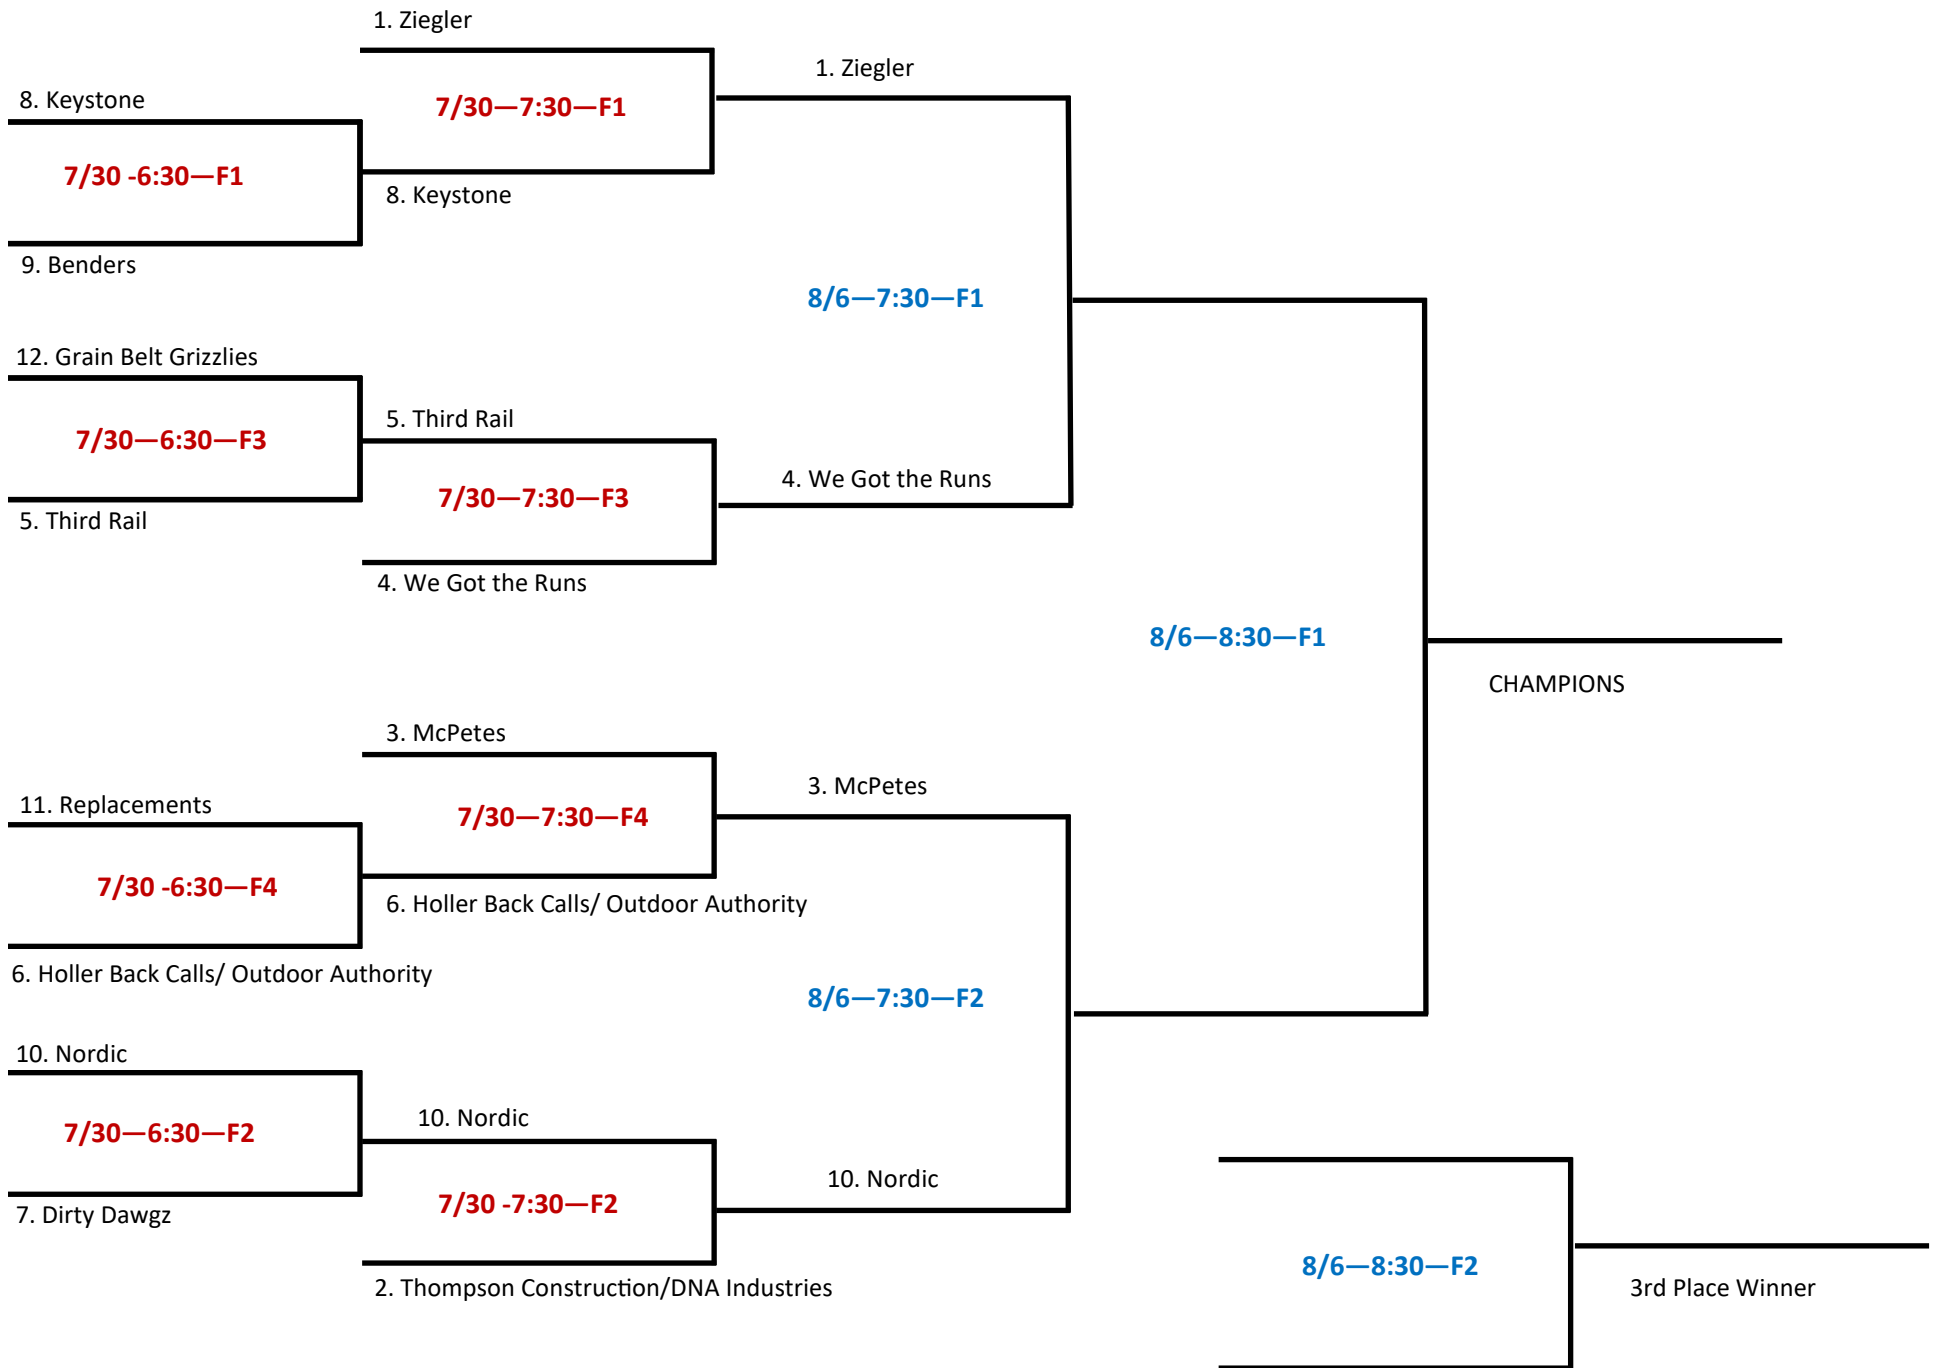 1. Ziegler
1. Ziegler
8. Keystone
7/30—7:30—F1
7/30 -6:30—F1
8. Keystone
9. Benders
8/6—7:30—F1
12. Grain Belt Grizzlies
5. Third Rail
7/30—6:30—F3
4. We Got the Runs
7/30—7:30—F3
5. Third Rail
4. We Got the Runs
8/6—8:30—F1
CHAMPIONS
3. McPetes
3. McPetes
11. Replacements
7/30—7:30—F4
7/30 -6:30—F4
6. Holler Back Calls/ Outdoor Authority
6. Holler Back Calls/ Outdoor Authority
8/6—7:30—F2
10. Nordic
10. Nordic
7/30—6:30—F2
10. Nordic
7/30 -7:30—F2
7. Dirty Dawgz
8/6—8:30—F2
2. Thompson Construction/DNA Industries
3rd Place Winner